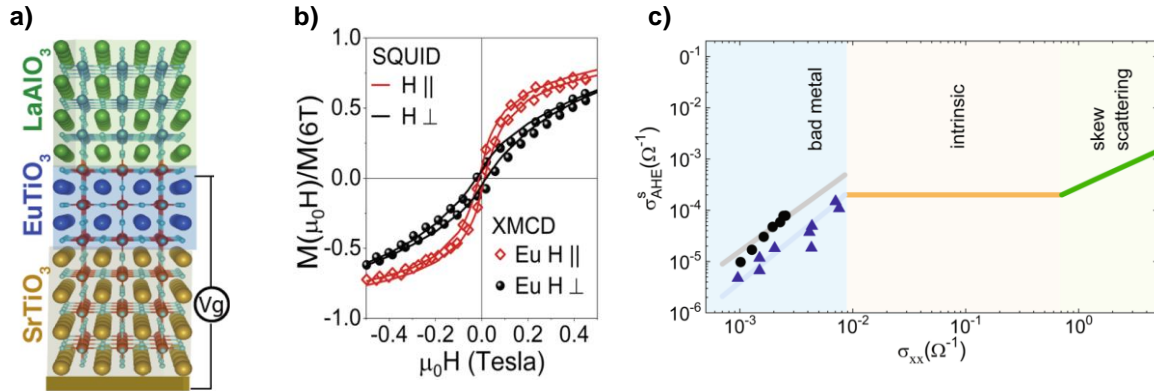 a)
LaAlO3
EuTiO3
SrTiO3
Vg
b)
M(μ0H)/M(6T)
1.0
0.5
0.0
-0.5
-1.0
SQUID
H ||
H ⊥
XMCD
Eu H ||
Eu H ⊥
-0.4 -0.2 0.0 0.2 0.4
μ0H (Tesla)
c)
σˢAHE(Ω⁻¹)
10⁻¹
10⁻²
10⁻³
10⁻⁴
10⁻⁵
10⁻⁶
bad metal
intrinsic
skew
scattering
10⁻³ 10⁻² 10⁻¹ 10⁰
σxx(Ω⁻¹)